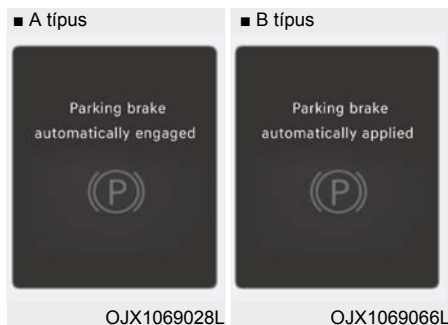 ■ A típus
Parking brake
automatically engaged
(P)
OJX1069028L
■ B típus
Parking brake
automatically applied
(P)
OJX1069066L